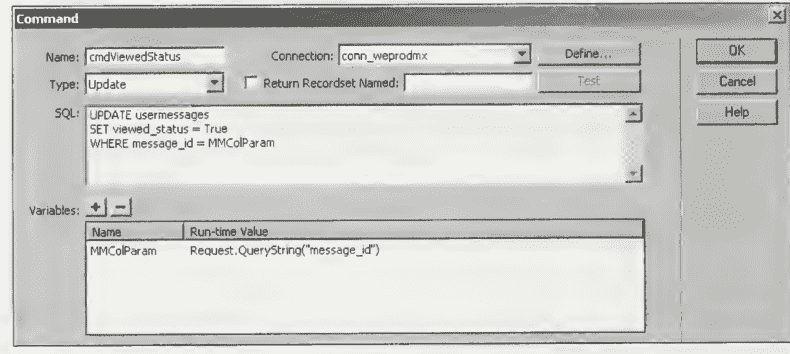 Command
Name: cmdViewedStatus Connection: conn_weprodmx Define... OK
Type: Update Return Recordset Named: Test Cancel
SQL: UPDATE usermessages Help
SET viewed_status = True
WHERE message_id = MMColParam
Variables: + −
Name Run-time Value
MMColParam Request.QueryString("message_id")